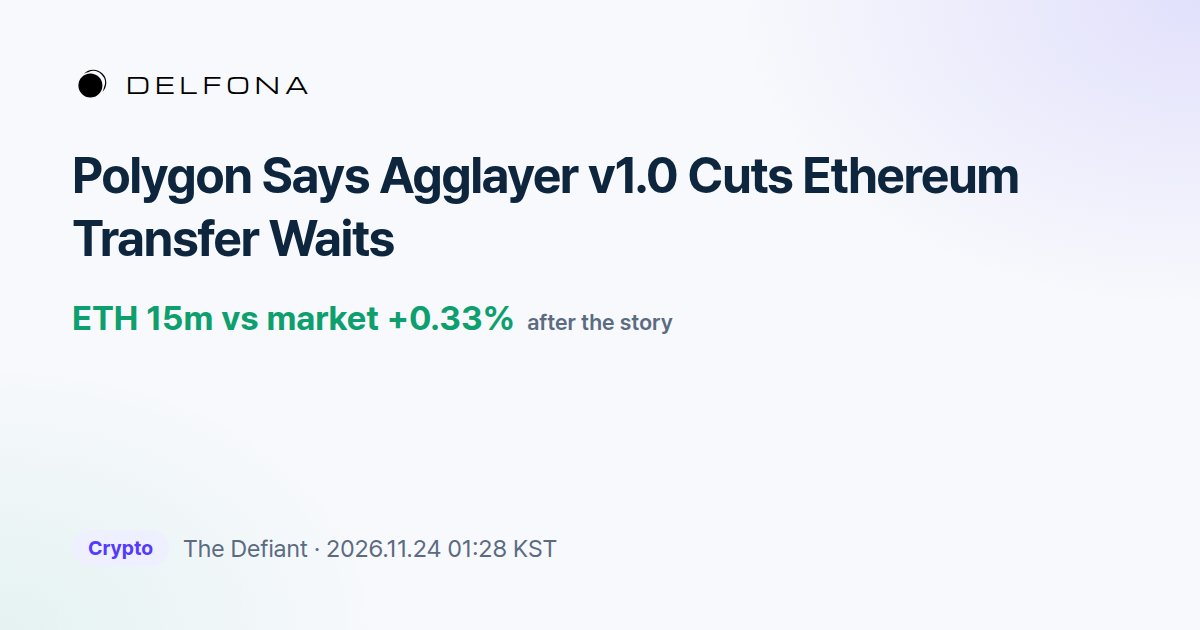 DELFONA
Polygon Says Agglayer v1.0 Cuts Ethereum
Transfer Waits
ETH 15m vs market +0.33% after the story
Crypto The Defiant · 2026.11.24 01:28 KST